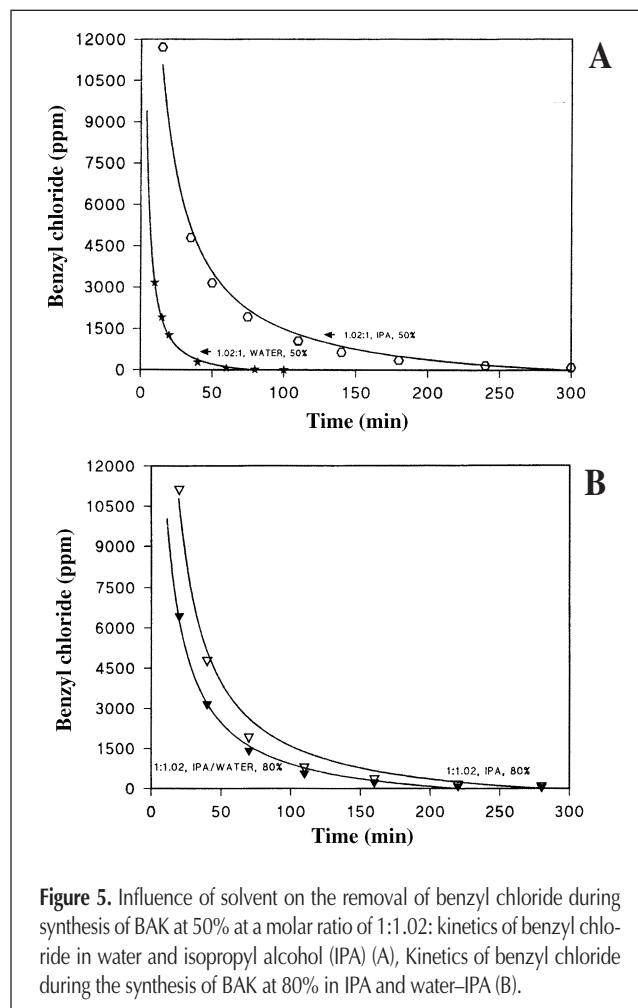 A
12000
10500
9000
7500
6000
4500
3000
1500
0
Benzyl chloride (ppm)
1.02:1, IPA, 50%
1.02:1, WATER, 50%
0 50 100 150 200 250 300
Time (min)
B
12000
10500
9000
7500
6000
4500
3000
1500
0
Benzyl chloride (ppm)
1:1.02, IPA/WATER, 80%
1:1.02, IPA, 80%
0 50 100 150 200 250 300
Time (min)
Figure 5. Influence of solvent on the removal of benzyl chloride during
synthesis of BAK at 50% at a molar ratio of 1:1.02: kinetics of benzyl chlo-
ride in water and isopropyl alcohol (IPA) (A), Kinetics of benzyl chloride
during the synthesis of BAK at 80% in IPA and water–IPA (B).